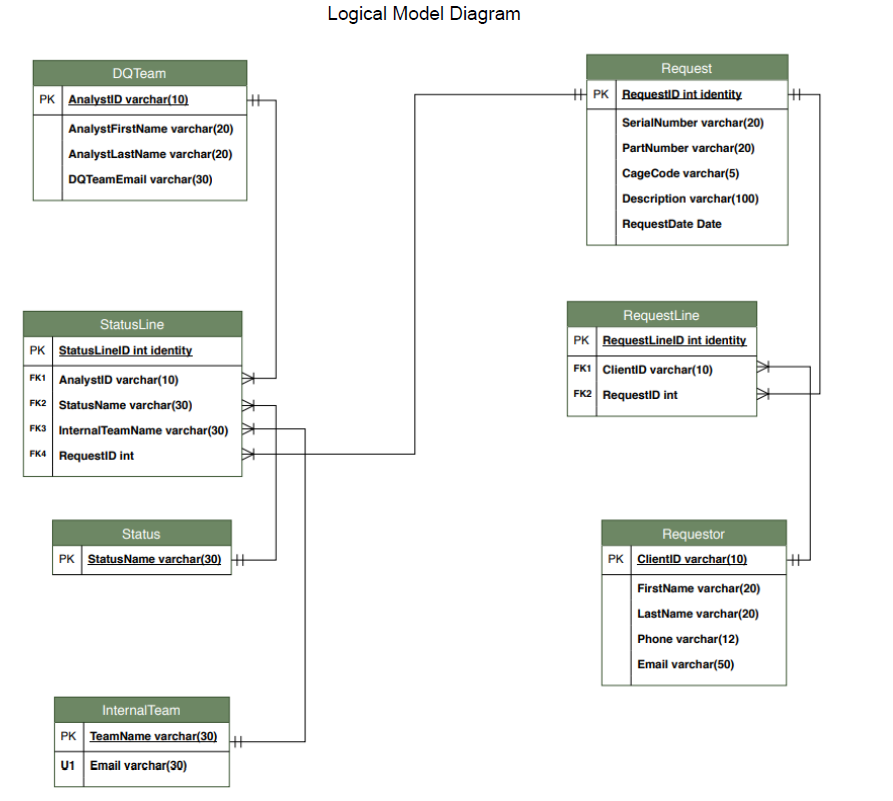 Logical Model Diagram
DQTeam
PK AnalystID varchar(10)
AnalystFirstName varchar(20)
AnalystLastName varchar(20)
DQTeamEmail varchar(30)
Request
PK RequestID int identity
SerialNumber varchar(20)
PartNumber varchar(20)
CageCode varchar(5)
Description varchar(100)
RequestDate Date
StatusLine
PK StatusLineID int identity
FK1 AnalystID varchar(10)
FK2 StatusName varchar(30)
FK3 InternalTeamName varchar(30)
FK4 RequestID int
RequestLine
PK RequestLineID int identity
FK1 ClientID varchar(10)
FK2 RequestID int
Status
PK StatusName varchar(30)
Requestor
PK ClientID varchar(10)
FirstName varchar(20)
LastName varchar(20)
Phone varchar(12)
Email varchar(50)
InternalTeam
PK TeamName varchar(30)
U1 Email varchar(30)